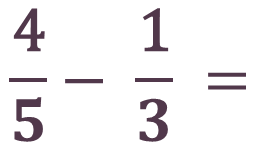 4/5 − 1/3 =